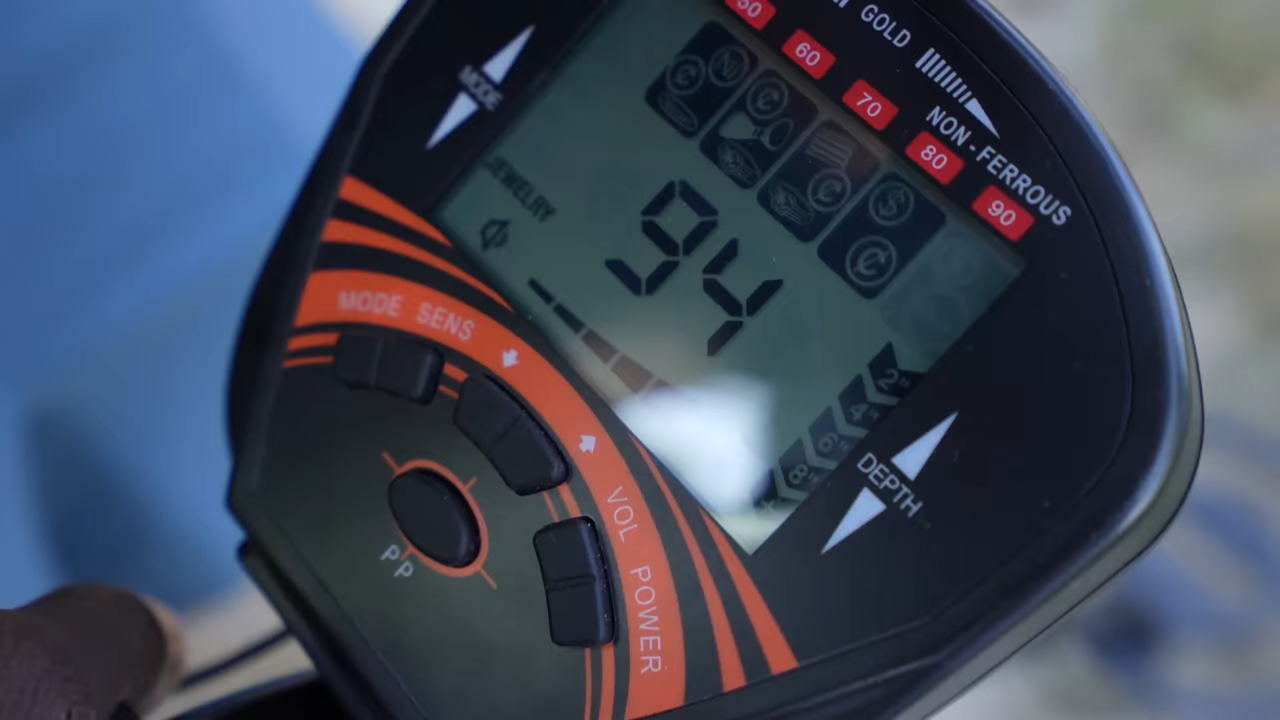 GOLD
NON-FERROUS
50
60
70
80
90
MODE
JEWELRY
94
2"
4"
6"
8"
DEPTH
MODE SENS
VOL POWER
PP